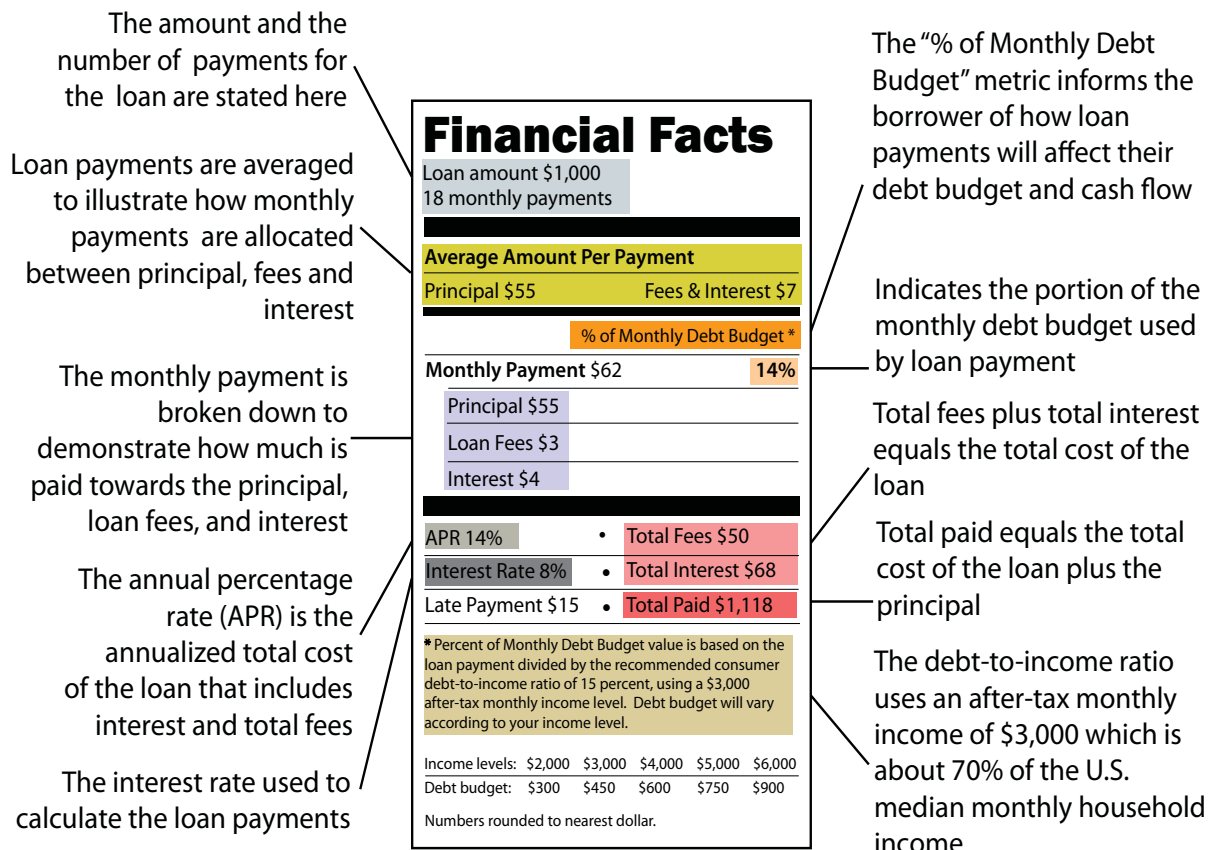 The amount and the
number of payments for
the loan are stated here
Loan payments are averaged
to illustrate how monthly
payments are allocated
between principal, fees and
interest
The monthly payment is
broken down to
demonstrate how much is
paid towards the principal,
loan fees, and interest
The annual percentage
rate (APR) is the
annualized total cost
of the loan that includes
interest and total fees
The interest rate used to
calculate the loan payments
Financial Facts
Loan amount $1,000
18 monthly payments
Average Amount Per Payment
Principal $55 Fees & Interest $7
% of Monthly Debt Budget *
Monthly Payment $62 14%
Principal $55
Loan Fees $3
Interest $4
APR 14% • Total Fees $50
Interest Rate 8% • Total Interest $68
Late Payment $15 • Total Paid $1,118
* Percent of Monthly Debt Budget value is based on the
loan payment divided by the recommended consumer
debt-to-income ratio of 15 percent, using a $3,000
after-tax monthly income level. Debt budget will vary
according to your income level.
Income levels: $2,000 $3,000 $4,000 $5,000 $6,000
Debt budget: $300 $450 $600 $750 $900
Numbers rounded to nearest dollar.
The "% of Monthly Debt
Budget" metric informs the
borrower of how loan
payments will affect their
debt budget and cash flow
Indicates the portion of the
monthly debt budget used
by loan payment
Total fees plus total interest
equals the total cost of the
loan
Total paid equals the total
cost of the loan plus the
principal
The debt-to-income ratio
uses an after-tax monthly
income of $3,000 which is
about 70% of the U.S.
median monthly household
income